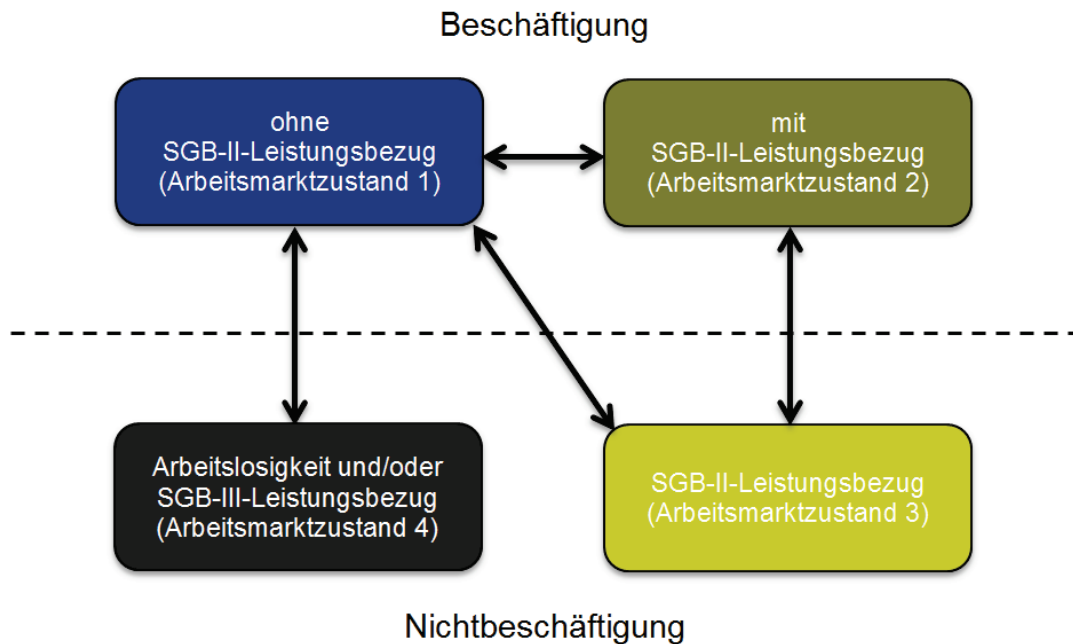 Beschäftigung
ohne
SGB-II-Leistungsbezug
(Arbeitsmarktzustand 1)
mit
SGB-II-Leistungsbezug
(Arbeitsmarktzustand 2)
Arbeitslosigkeit und/oder
SGB-III-Leistungsbezug
(Arbeitsmarktzustand 4)
SGB-II-Leistungsbezug
(Arbeitsmarktzustand 3)
Nichtbeschäftigung